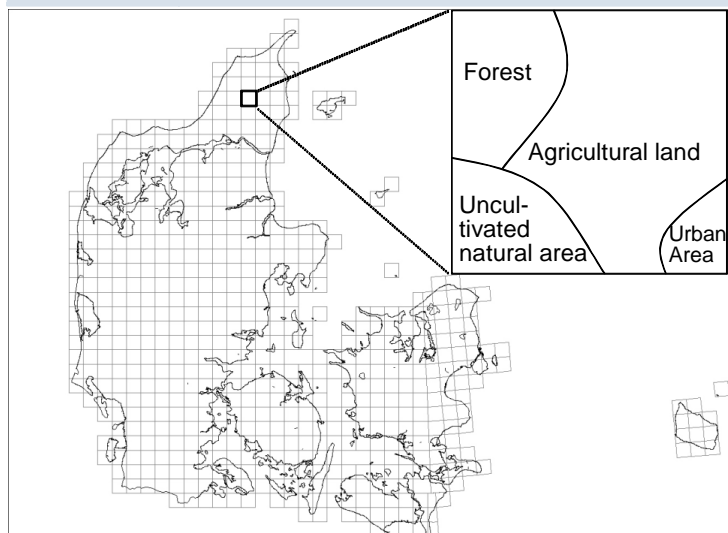 Forest
Agricultural land
Uncul-
tivated
natural area
Urban
Area